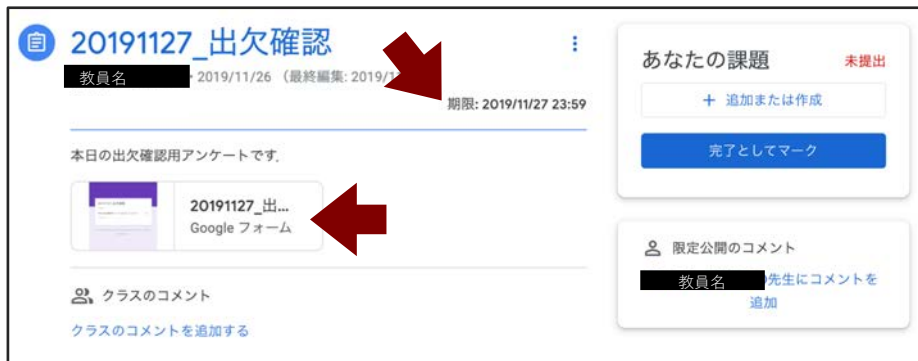 20191127_出欠確認
教員名 • 2019/11/26 （最終編集: 2019/1
期限: 2019/11/27 23:59
本日の出欠確認用アンケートです.
20191127_出...
Google フォーム
クラスのコメント
クラスのコメントを追加する
あなたの課題 未提出
+ 追加または作成
完了としてマーク
限定公開のコメント
教員名 の先生にコメントを
追加